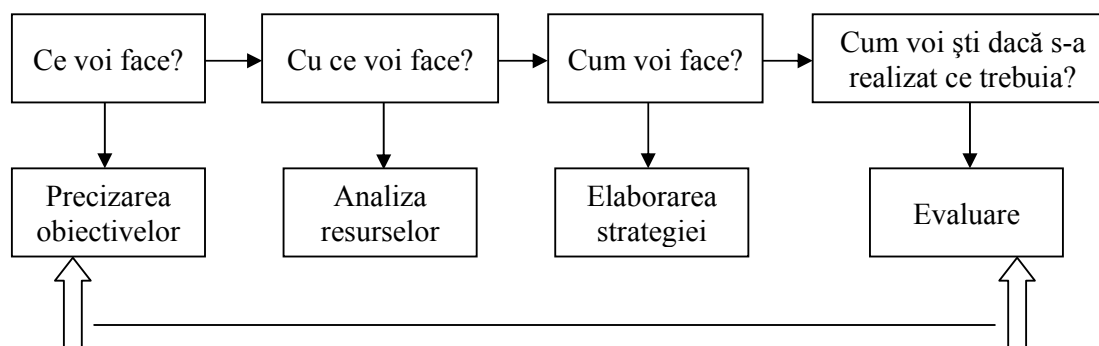 Ce voi face?
Cu ce voi face?
Cum voi face?
Cum voi şti dacă s-a
realizat ce trebuia?
Precizarea
obiectivelor
Analiza
resurselor
Elaborarea
strategiei
Evaluare